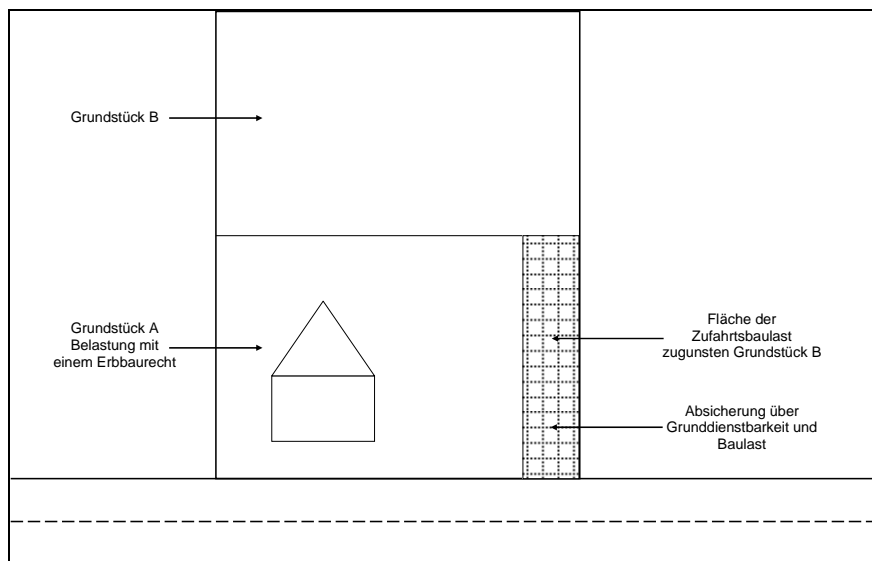 Grundstück B
Grundstück A
Belastung mit
einem Erbbaurecht
Fläche der
Zufahrtsbaulast
zugunsten Grundstück B
Absicherung über
Grunddienstbarkeit und
Baulast